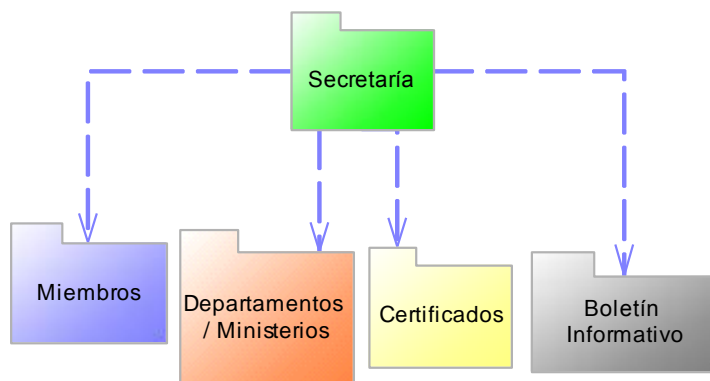 Secretaría
Miembros
Departamentos
/ Ministerios
Certificados
Boletín
Informativo